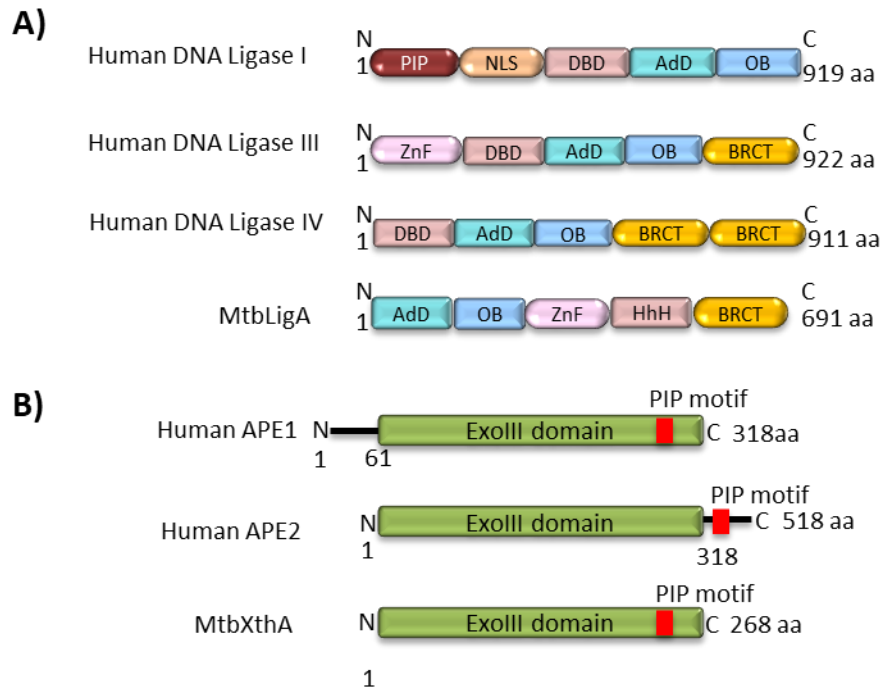 A)
Human DNA Ligase I
N
1
PIP NLS DBD AdD OB
C
919 aa
Human DNA Ligase III
N
1
ZnF DBD AdD OB BRCT
C
922 aa
Human DNA Ligase IV
N
1
DBD AdD OB BRCT BRCT
C
911 aa
MtbLigA
N
1
AdD OB ZnF HhH BRCT
C
691 aa
B)
PIP motif
Human APE1 N ExoIII domain C 318aa
1 61
PIP motif
Human APE2 N ExoIII domain C 518 aa
1 318
PIP motif
MtbXthA N ExoIII domain C 268 aa
1